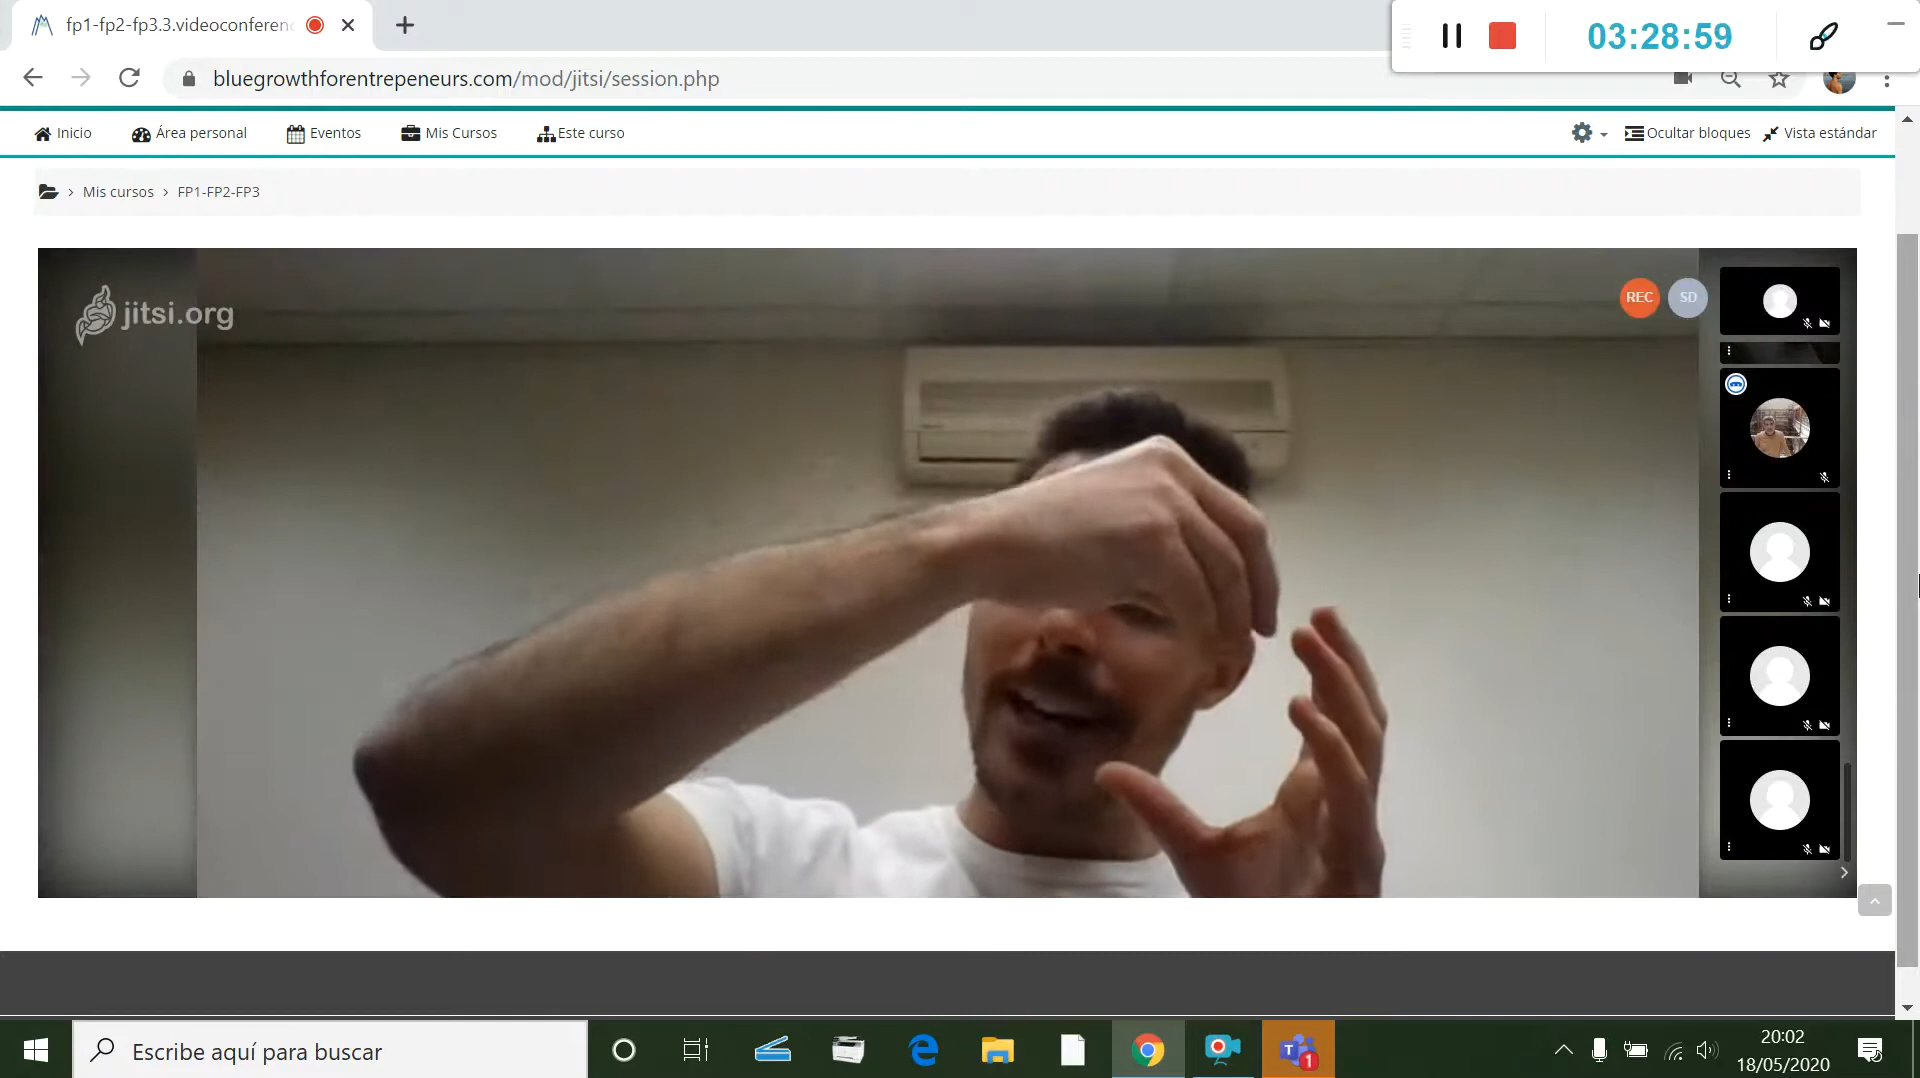 fp1-fp2-fp3.3.videoconferenc
03:28:59
bluegrowthforentrepeneurs.com/mod/jitsi/session.php
Inicio
Área personal
Eventos
Mis Cursos
Este curso
Ocultar bloques
Vista estándar
Mis cursos
FP1-FP2-FP3
jitsi.org
REC
SD
Escribe aquí para buscar
T
1
20:02
18/05/2020